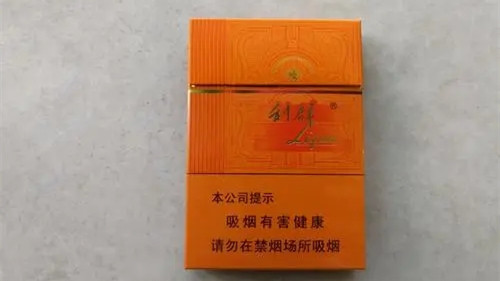 利群
Liqun
本公司提示
吸烟有害健康
请勿在禁烟场所吸烟